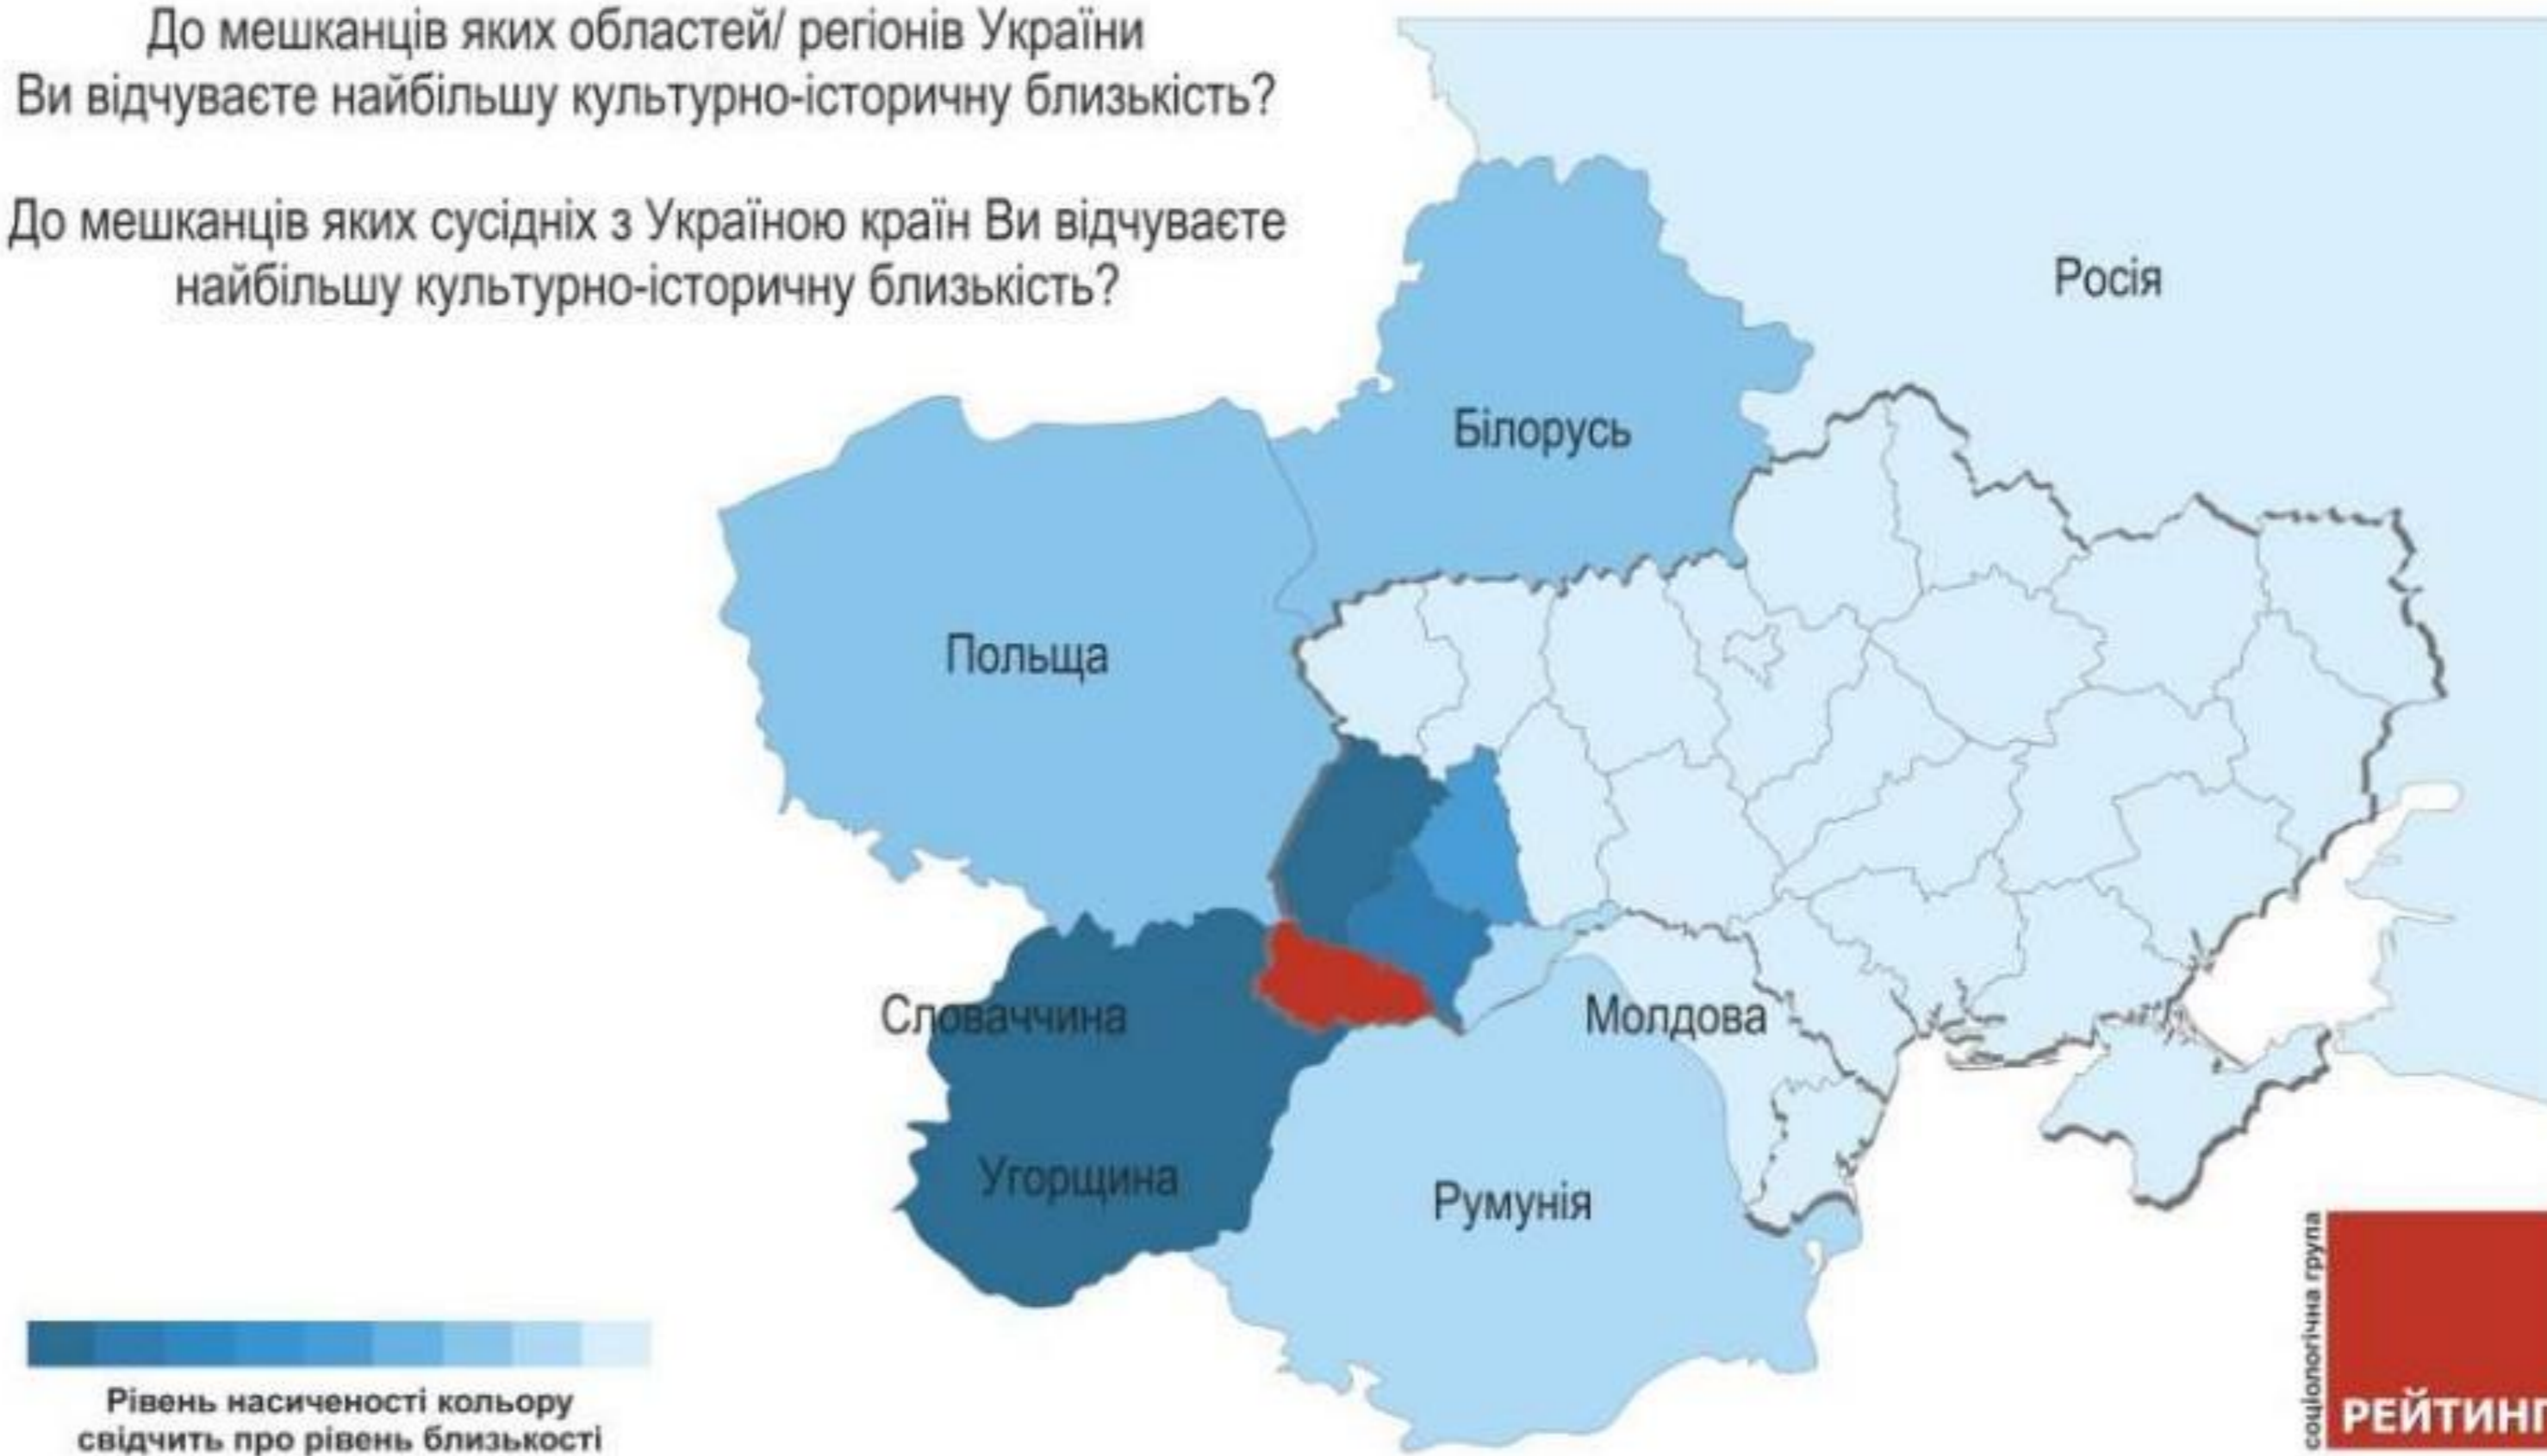 До мешканців яких областей/ регіонів України
Ви відчуваєте найбільшу культурно-історичну близькість?
До мешканців яких сусідніх з Україною країн Ви відчуваєте
найбільшу культурно-історичну близькість?
Росія
Білорусь
Польща
Словаччина
Молдова
Угорщина
Румунія
Рівень насиченості кольору
свідчить про рівень близькості
соціологічна група
РЕЙТИНГ